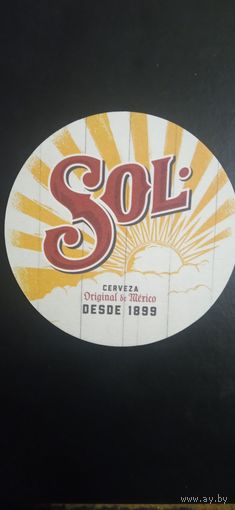 SOL
CERVEZA
Original de México
DESDE 1899
www.ay.by